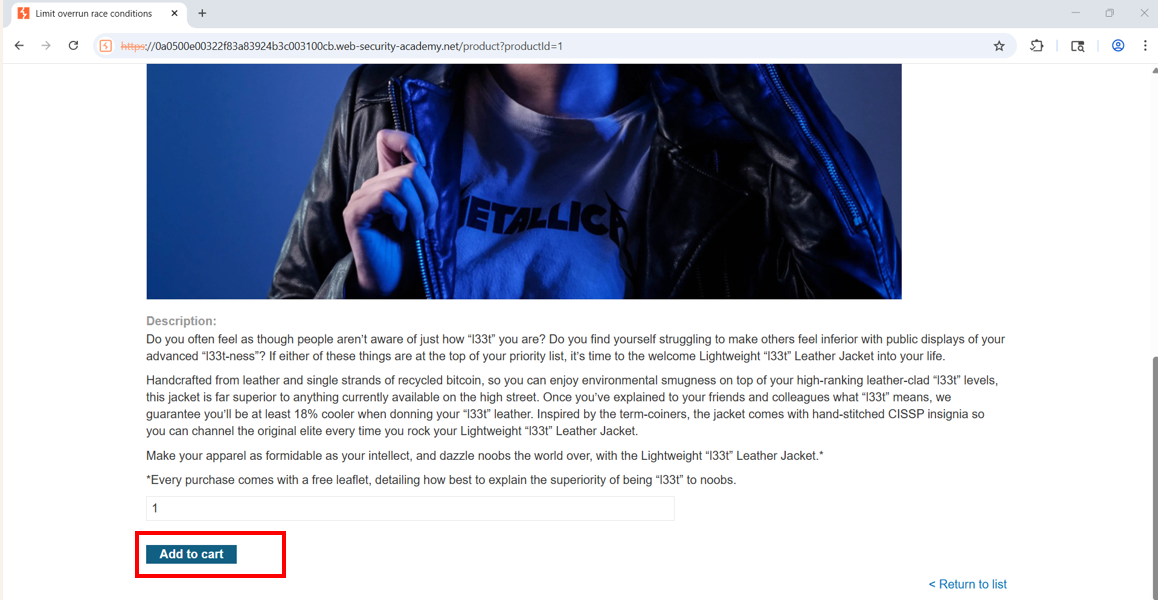 Limit overrun race conditions
https://0a0500e00322f83a83924b3c003100cb.web-security-academy.net/product?productId=1
METALLICA
Description:
Do you often feel as though people aren’t aware of just how “l33t” you are? Do you find yourself struggling to make others feel inferior with public displays of your
advanced “l33t-ness”? If either of these things are at the top of your priority list, it’s time to the welcome Lightweight “l33t” Leather Jacket into your life.
Handcrafted from leather and single strands of recycled bitcoin, so you can enjoy environmental smugness on top of your high-ranking leather-clad “l33t” levels,
this jacket is far superior to anything currently available on the high street. Once you’ve explained to your friends and colleagues what “l33t” means, we
guarantee you’ll be at least 18% cooler when donning your “l33t” leather. Inspired by the term-coiners, the jacket comes with hand-stitched CISSP insignia so
you can channel the original elite every time you rock your Lightweight “l33t” Leather Jacket.
Make your apparel as formidable as your intellect, and dazzle noobs the world over, with the Lightweight “l33t” Leather Jacket.*
*Every purchase comes with a free leaflet, detailing how best to explain the superiority of being “l33t” to noobs.
1
Add to cart
< Return to list